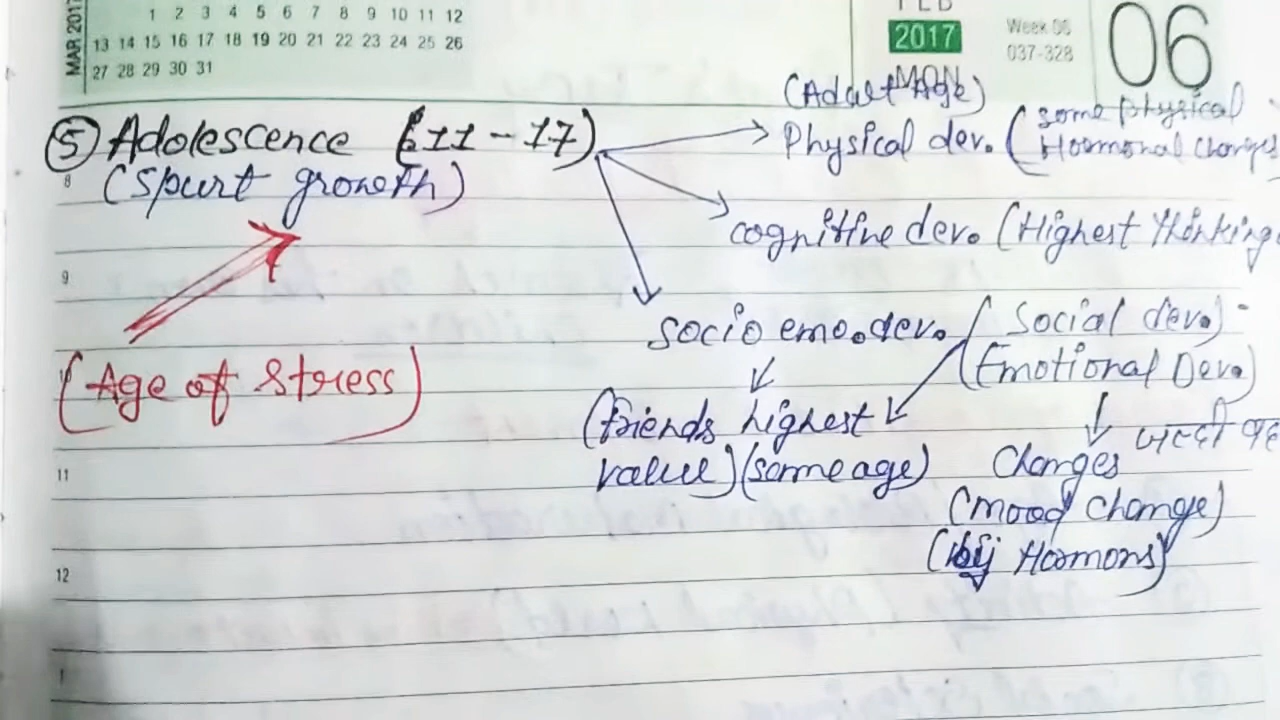 MAR 2017
1 2 3 4 5 6 7 8 9 10 11 12
13 14 15 16 17 18 19 20 21 22 23 24 25 26
27 28 29 30 31
FEB
2017
MON
Week 06
037-328
06
(Adult Age)
⑤ Adolescence (11-17)
Physical dev. (some physical
Hormonal changes
(Spurt growth)
cognitive dev. (Highest thinking
socio emo. dev. (Social dev.)
(Emotional Dev.)
(Age of stress)
(friends highest
value) (same age)
Changes
(mood change)
(by Hormons)
8
9
11
12
1